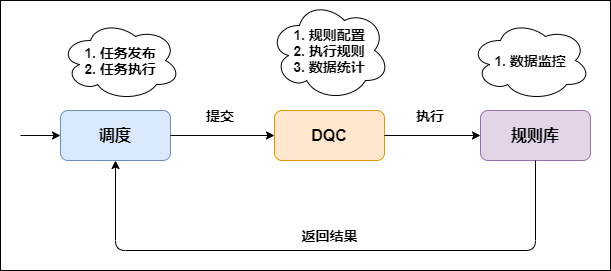 1. 任务发布
2. 任务执行
1. 规则配置
2. 执行规则
3. 数据统计
1. 数据监控
调度
提交
DQC
执行
规则库
返回结果